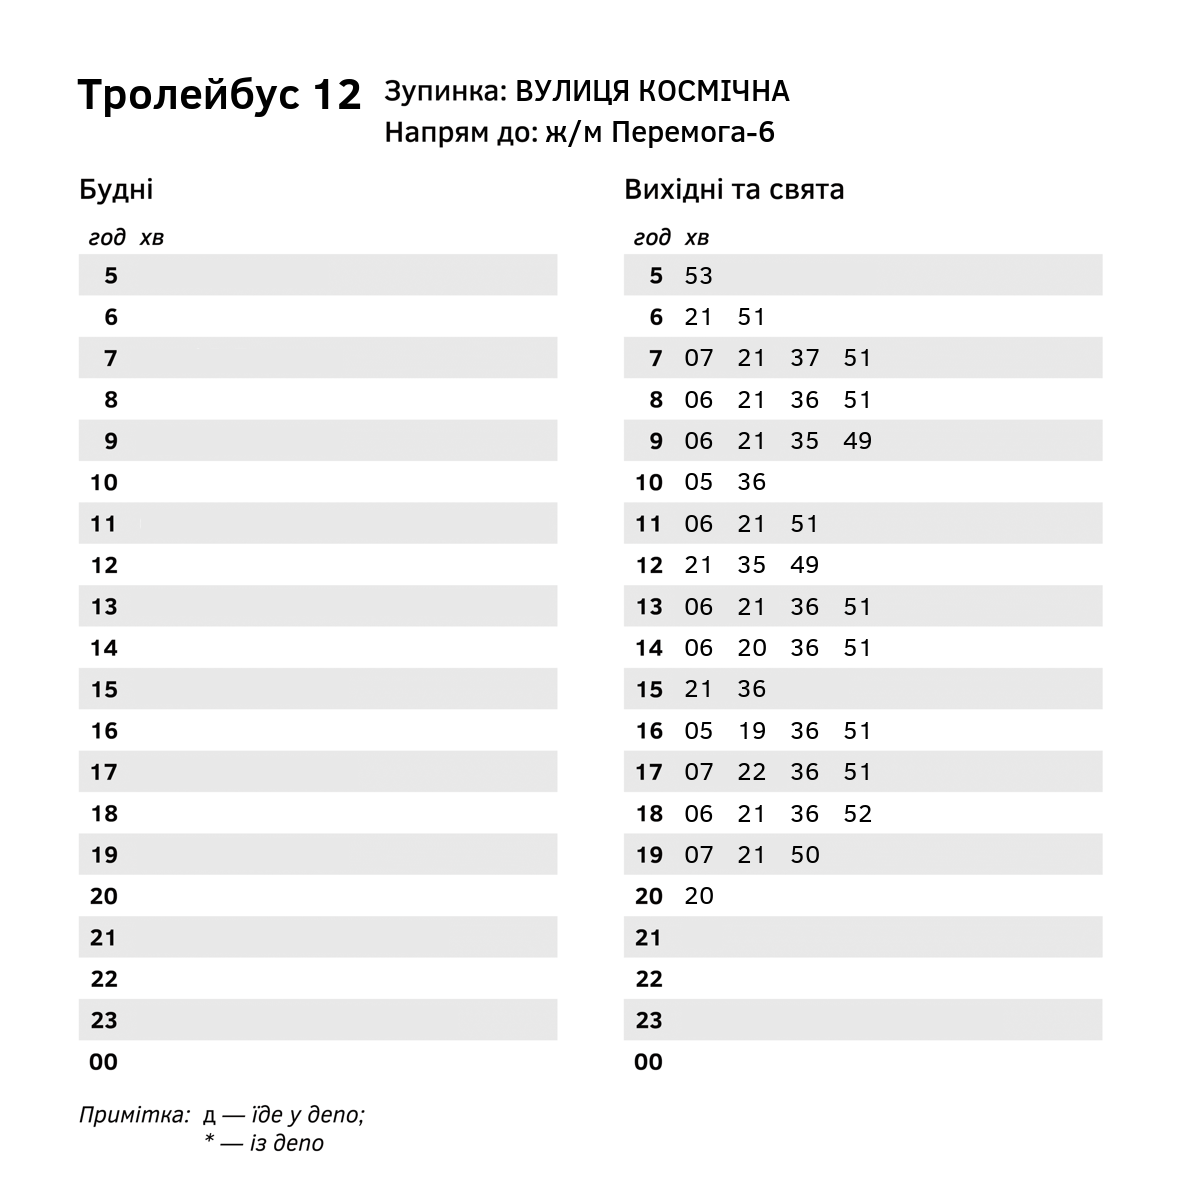 Тролейбус 12
Зупинка: ВУЛИЦЯ КОСМІЧНА
Напрям до: ж/м Перемога-6
Будні
год хв
5
6
7
8
9
10
11
12
13
14
15
16
17
18
19
20
21
22
23
00
Вихідні та свята
год хв
5 53
6 21 51
7 07 21 37 51
8 06 21 36 51
9 06 21 35 49
10 05 36
11 06 21 51
12 21 35 49
13 06 21 36 51
14 06 20 36 51
15 21 36
16 05 19 36 51
17 07 22 36 51
18 06 21 36 52
19 07 21 50
20 20
21
22
23
00
Примітка: д — їде у депо;
* — із депо